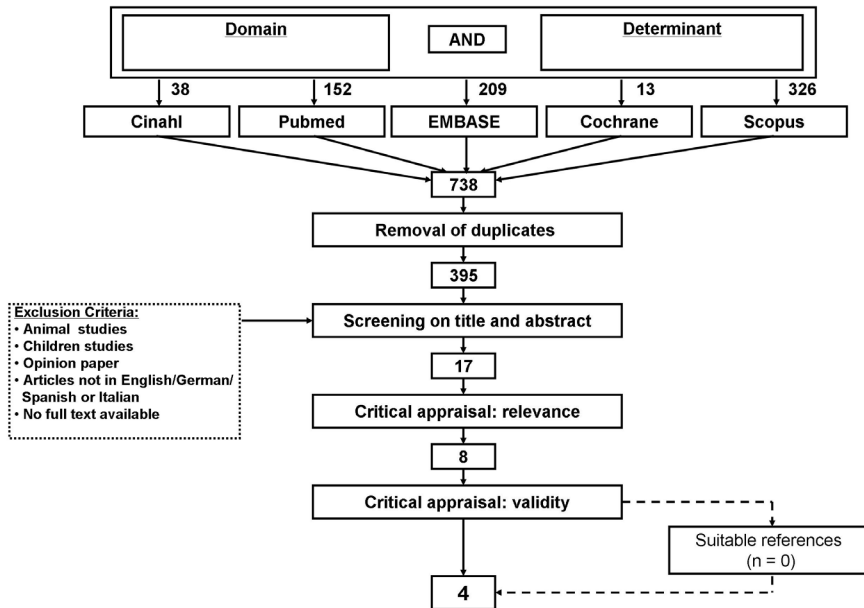 Domain
AND
Determinant
38
152
209
13
326
Cinahl
Pubmed
EMBASE
Cochrane
Scopus
738
Removal of duplicates
395
Exclusion Criteria:
• Animal studies
• Children studies
• Opinion paper
• Articles not in English/German/
Spanish or Italian
• No full text available
Screening on title and abstract
17
Critical appraisal: relevance
8
Critical appraisal: validity
Suitable references
(n = 0)
4